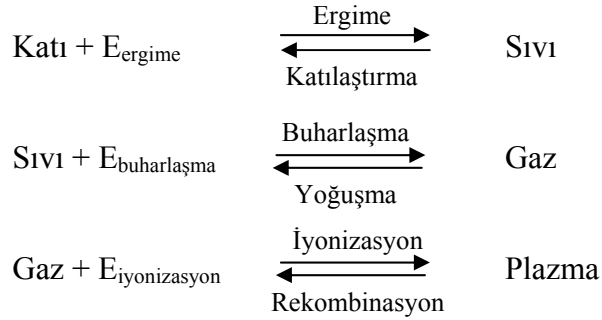 Ergime
Katı + Eergime Sıvı
Katılaştırma
Buharlaşma
Sıvı + Ebuharlaşma Gaz
Yoğuşma
İyonizasyon
Gaz + Eiyonizasyon Plazma
Rekombinasyon